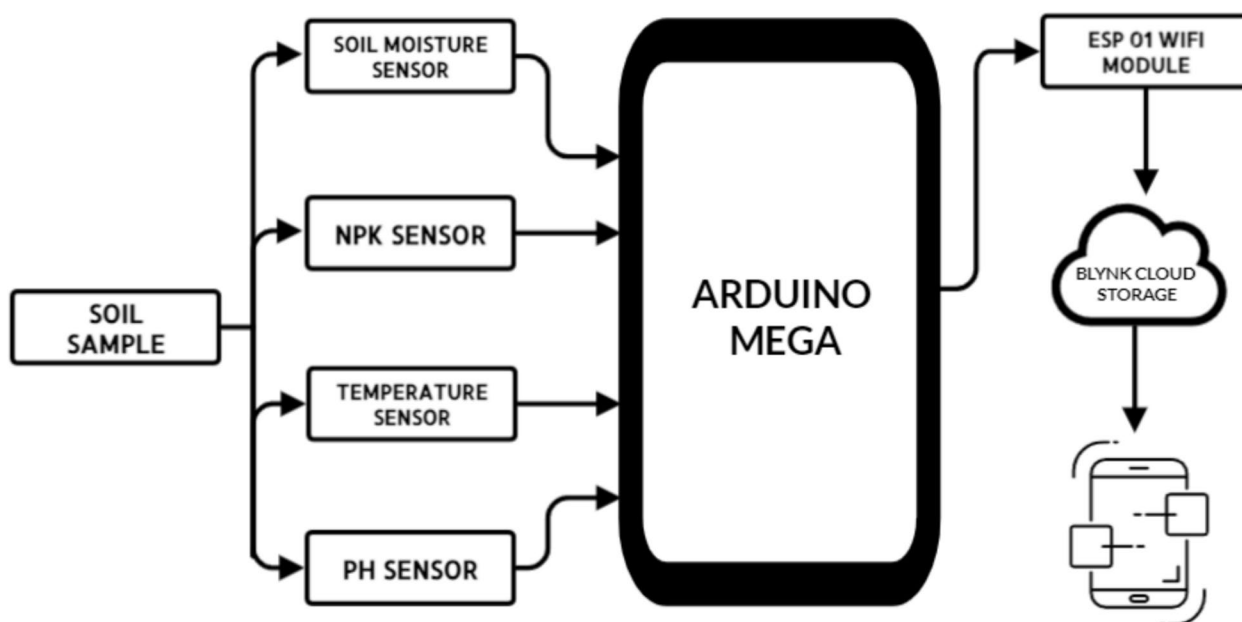 SOIL MOISTURE
SENSOR
NPK SENSOR
SOIL
SAMPLE
TEMPERATURE
SENSOR
PH SENSOR
ARDUINO
MEGA
ESP 01 WIFI
MODULE
BLYNK CLOUD
STORAGE